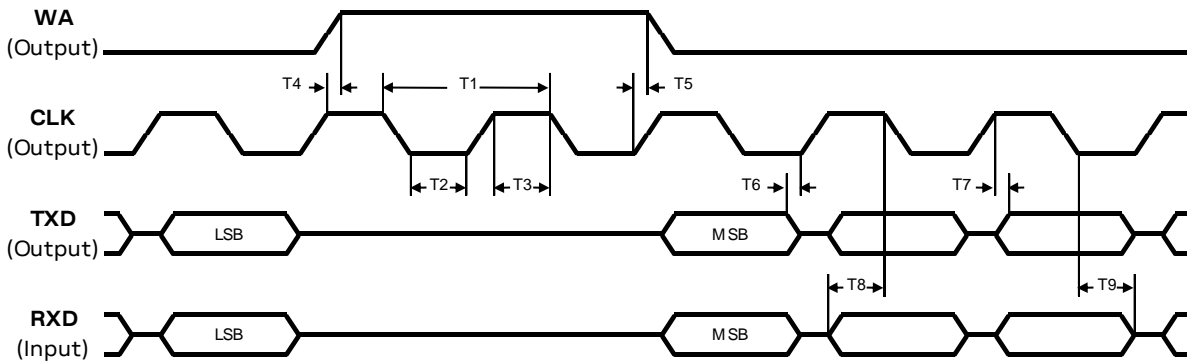 WA
(Output)
T4
T1
T5
CLK
(Output)
T2
T3
T6
T7
TXD
(Output)
LSB
MSB
T8
T9
RXD
(Input)
LSB
MSB